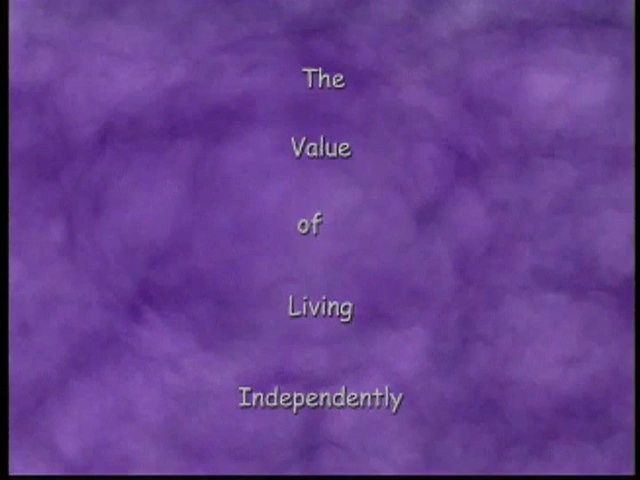 The
Value
of
Living
Independently